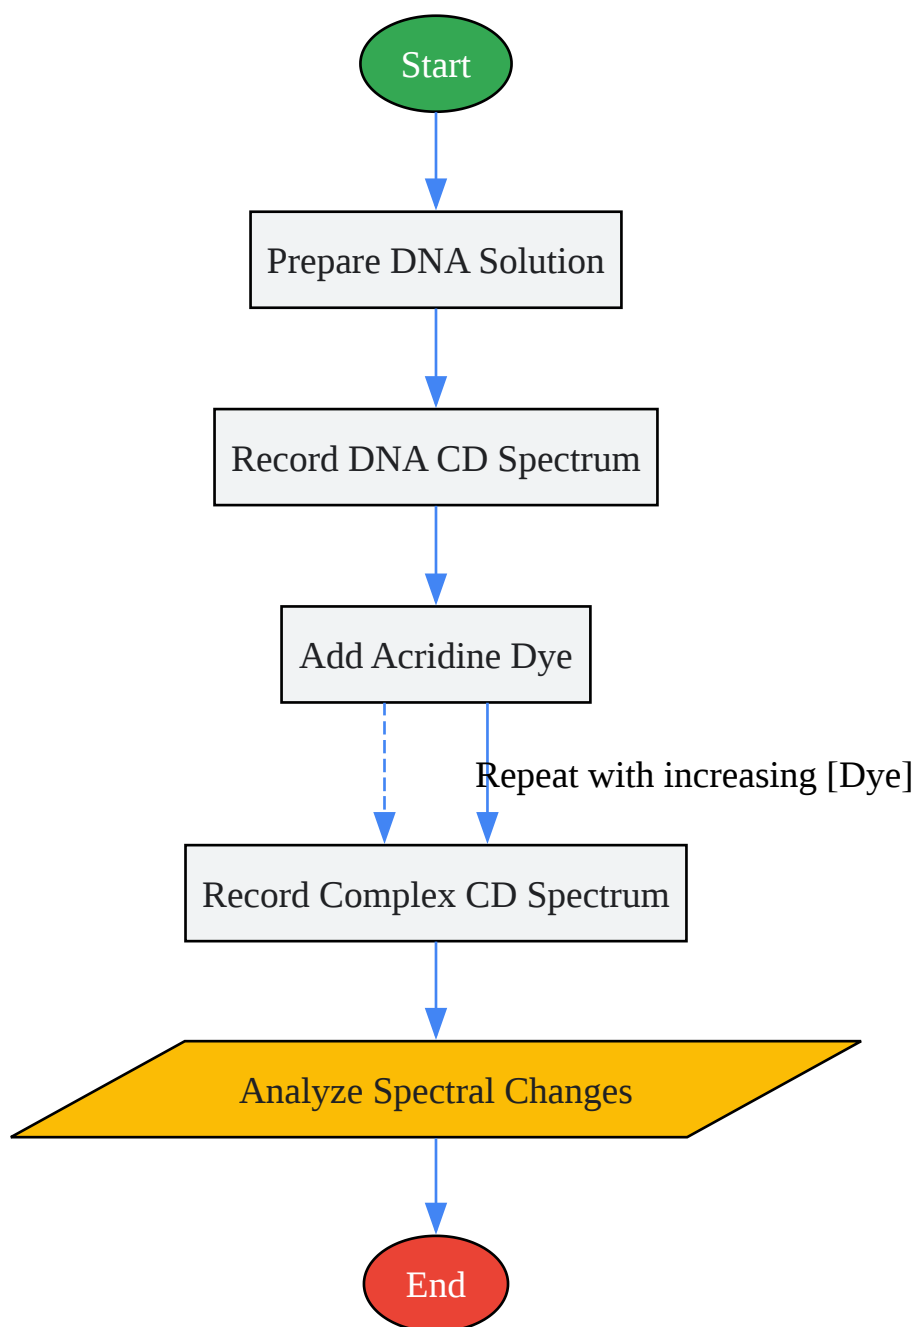 Start
Prepare DNA Solution
Record DNA CD Spectrum
Add Acridine Dye
Repeat with increasing [Dye]
Record Complex CD Spectrum
Analyze Spectral Changes
End